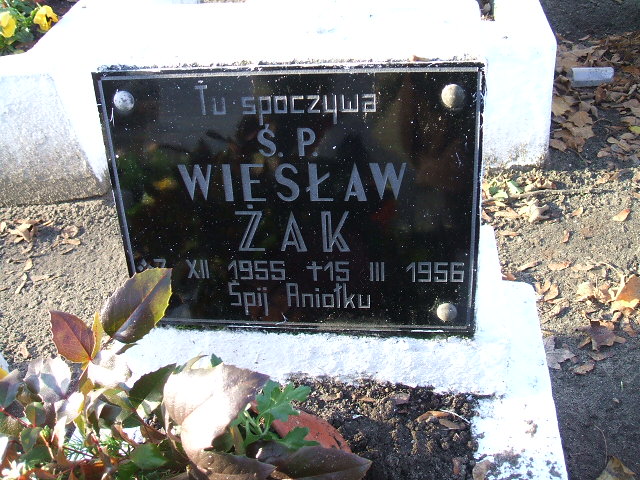 Tu spoczywa
Ś. P.
WIESŁAW
ŻAK
7 XII 1955 †15 III 1956
Śpij Aniołku